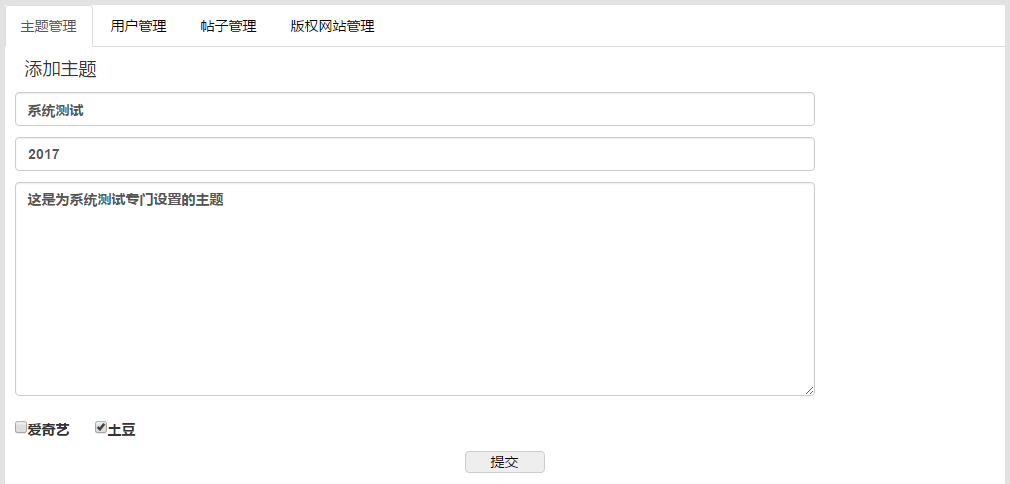 主题管理 用户管理 帖子管理 版权网站管理
添加主题
系统测试
2017
这是为系统测试专门设置的主题
爱奇艺 土豆
提交